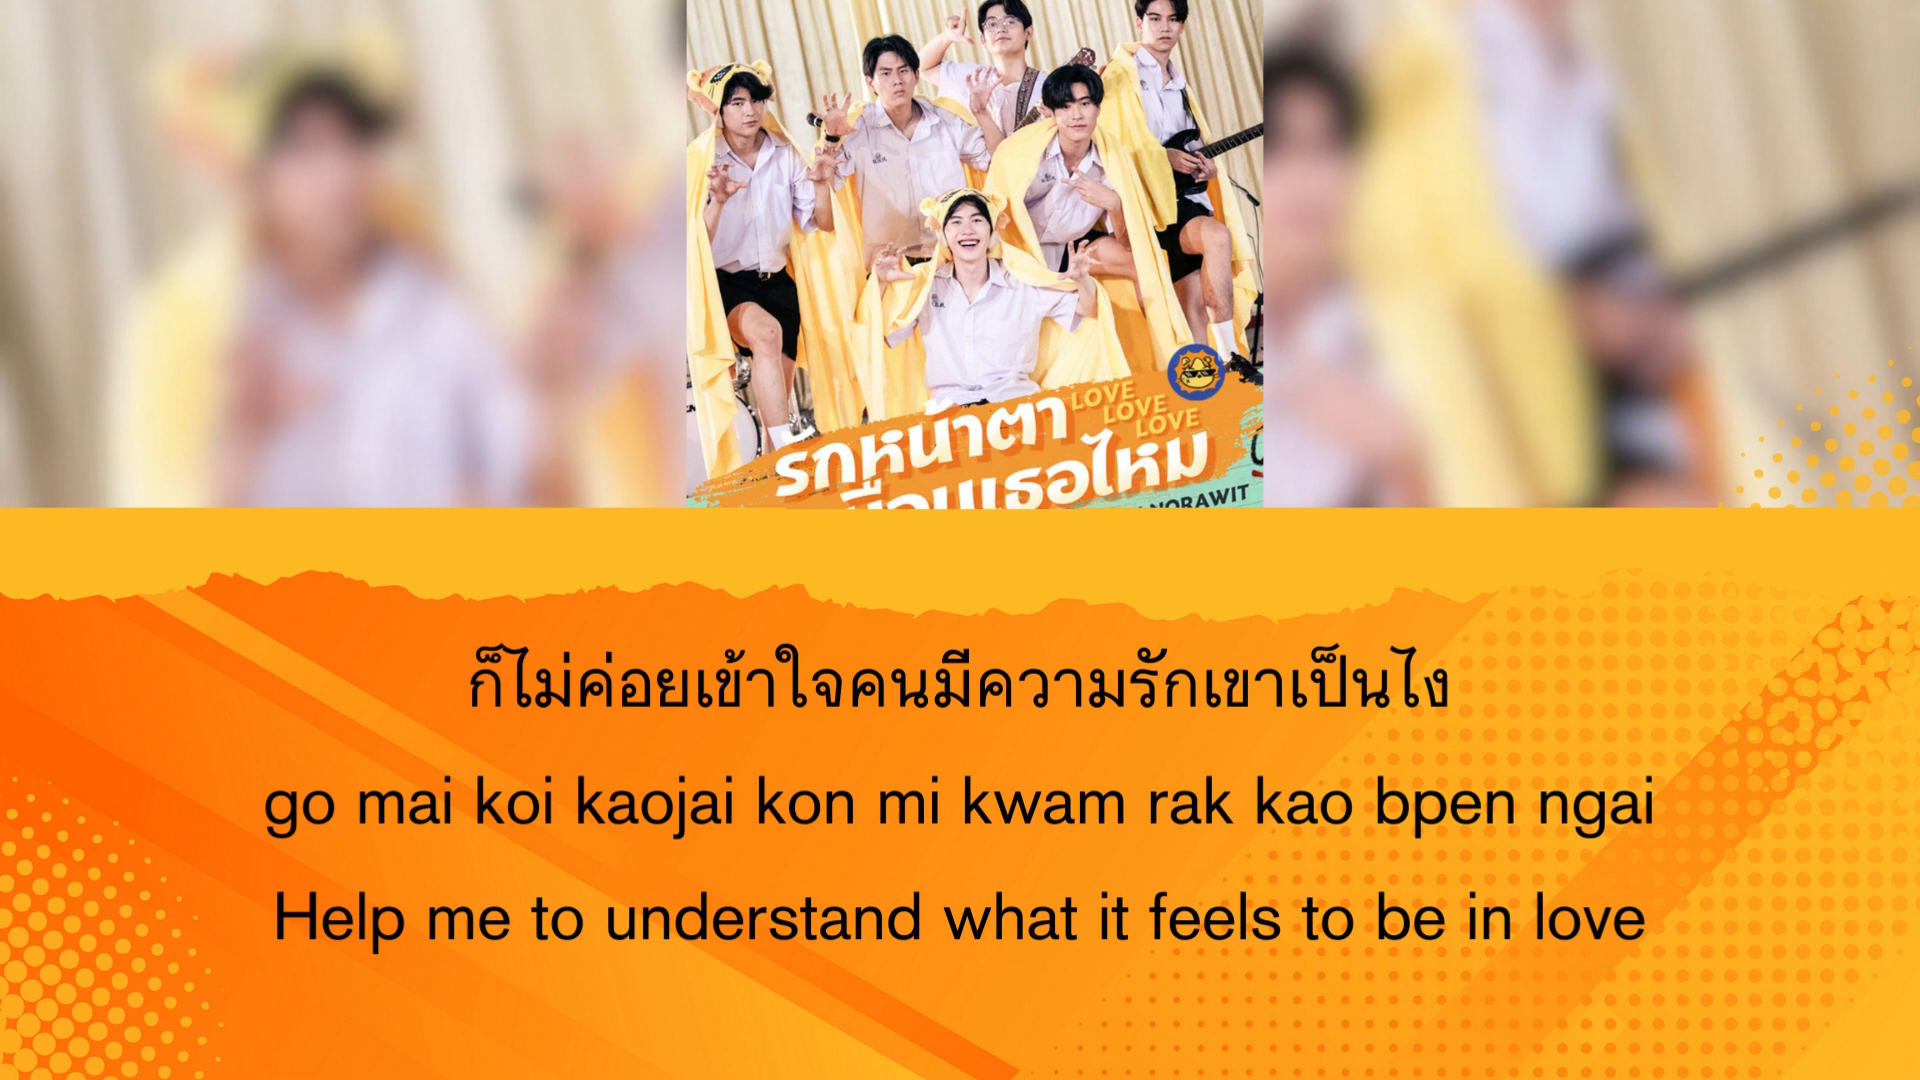 LOVE
LOVE
LOVE
รักหน้าตา
เธอไหม
NORAWIT
ก็ไม่ค่อยเข้าใจคนมีความรักเขาเป็นไง
go mai koi kaojai kon mi kwam rak kao bpen ngai
Help me to understand what it feels to be in love